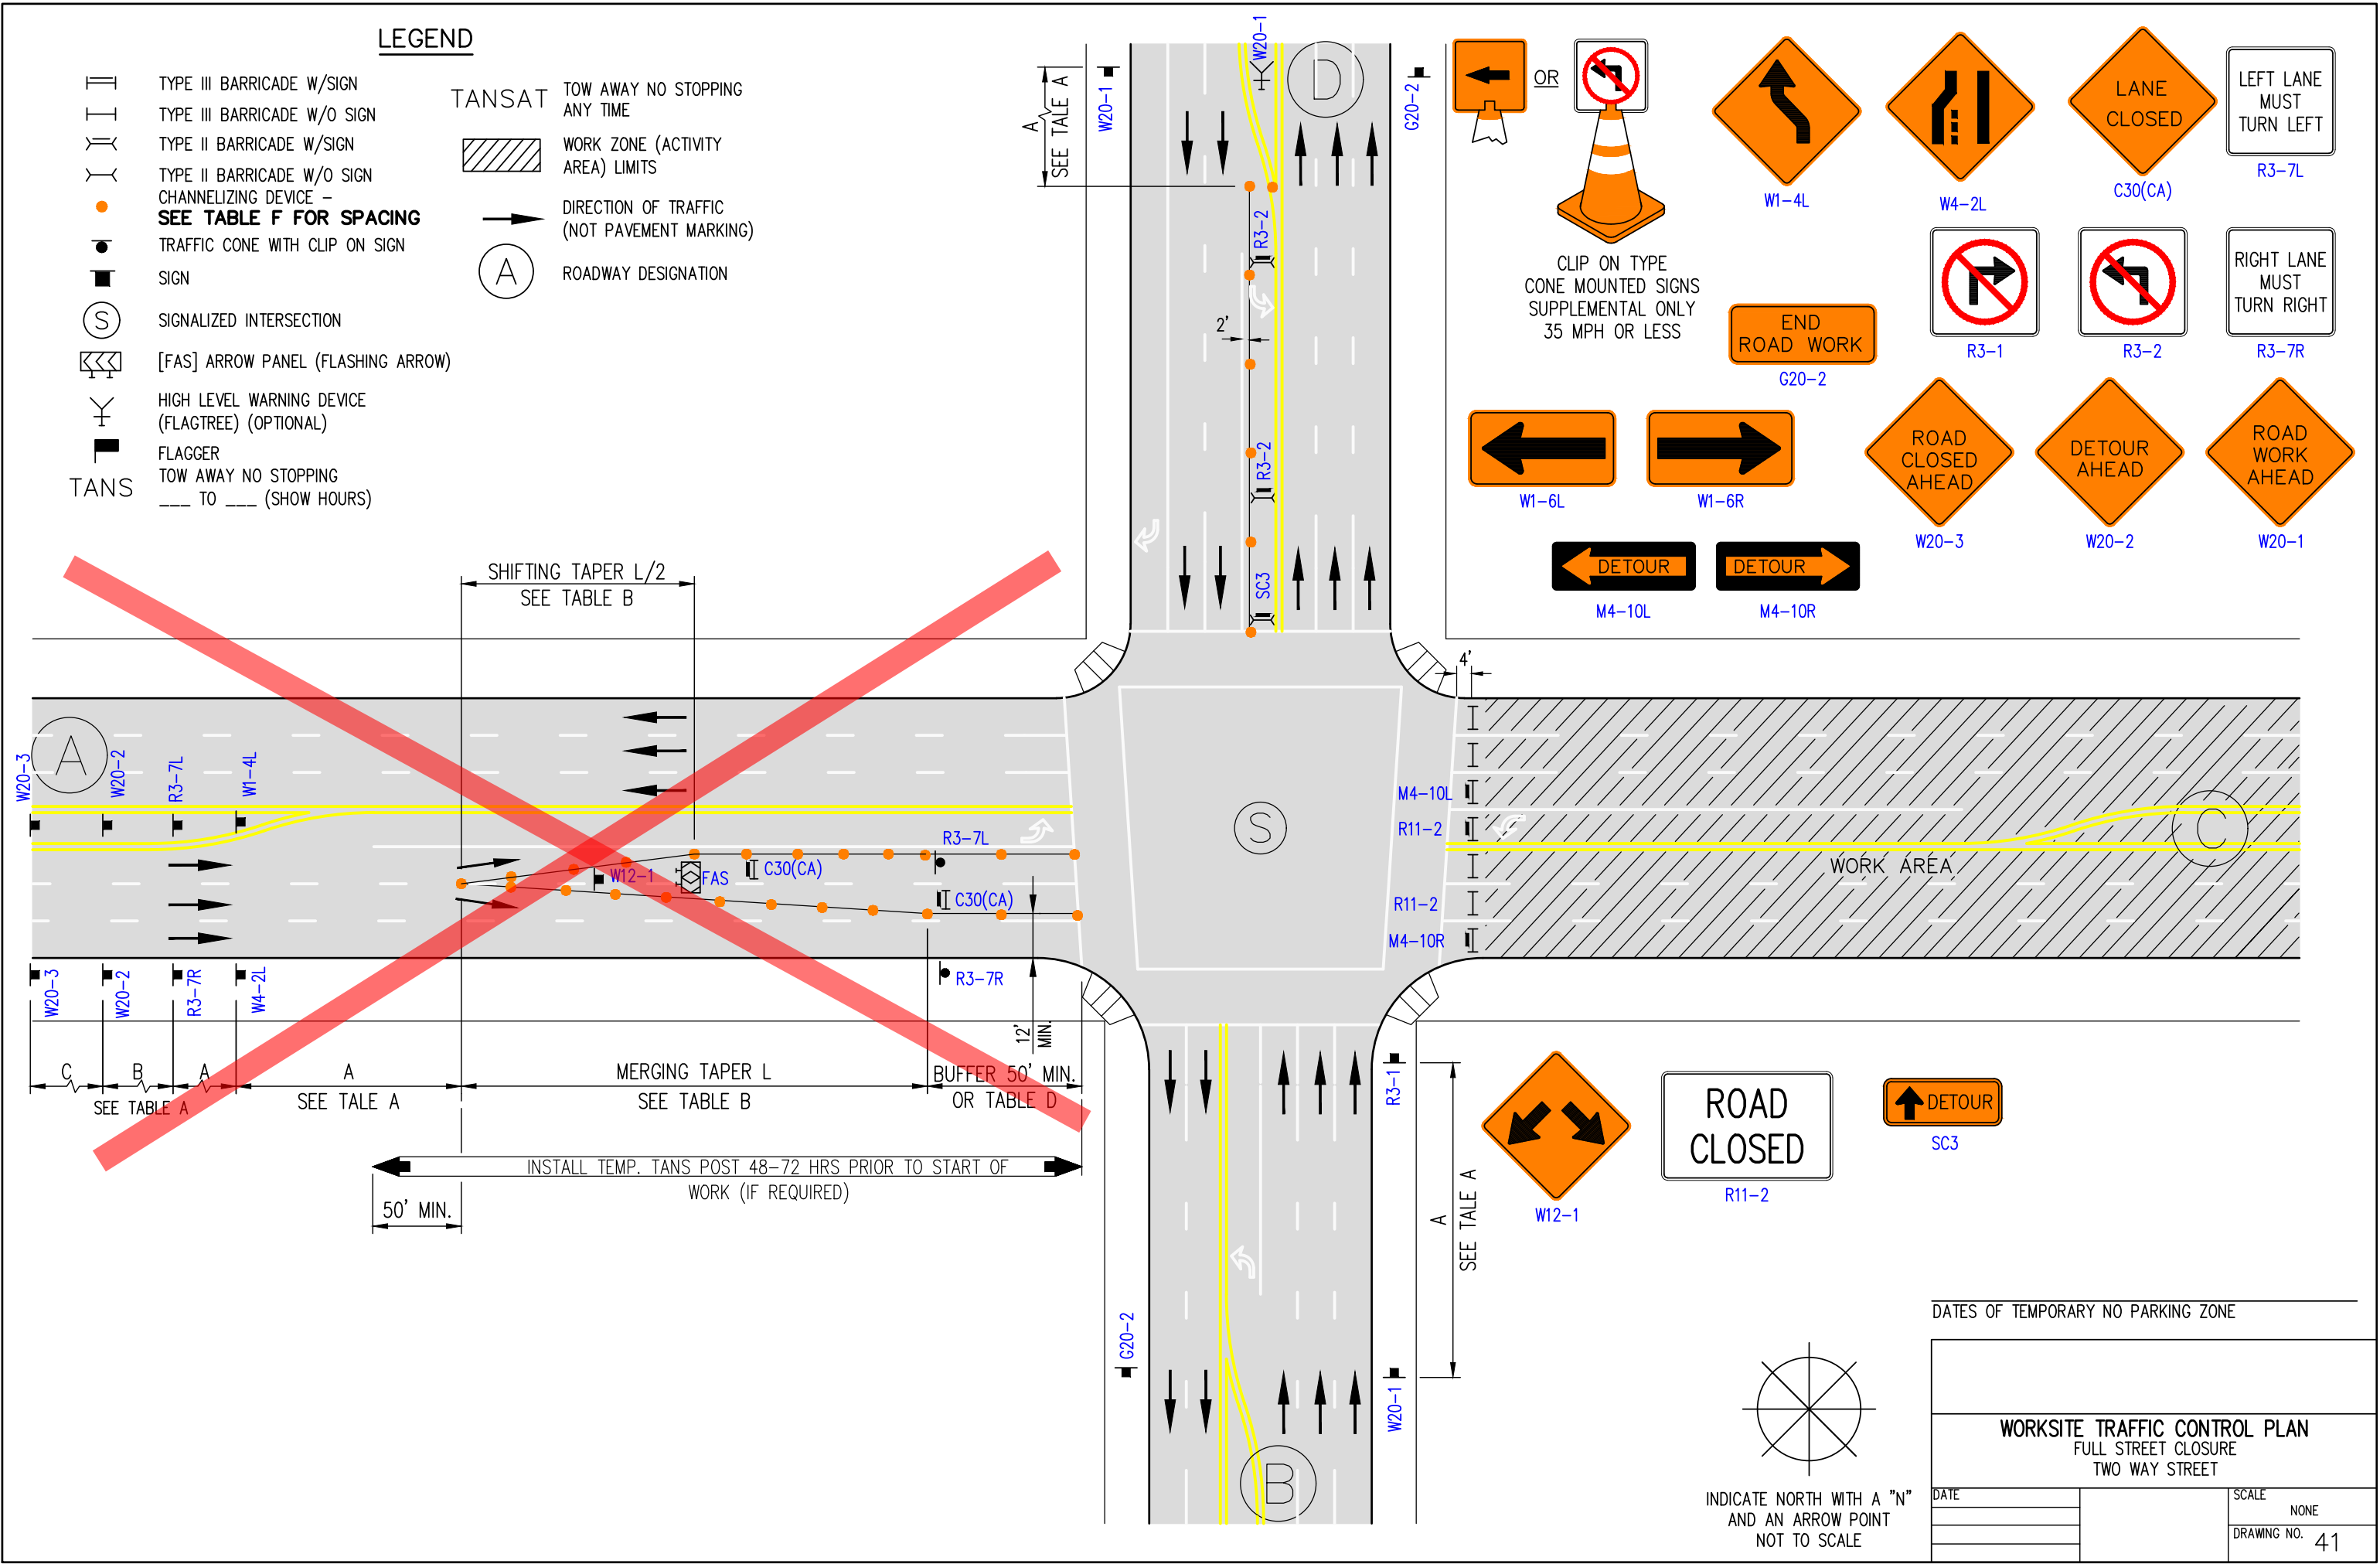 LEGEND
TYPE III BARRICADE W/SIGN
TYPE III BARRICADE W/O SIGN
TYPE II BARRICADE W/SIGN
TYPE II BARRICADE W/O SIGN
CHANNELIZING DEVICE –
SEE TABLE F FOR SPACING
TRAFFIC CONE WITH CLIP ON SIGN
SIGN
S
SIGNALIZED INTERSECTION
[FAS] ARROW PANEL (FLASHING ARROW)
HIGH LEVEL WARNING DEVICE
(FLAGTREE) (OPTIONAL)
FLAGGER
TANS
TOW AWAY NO STOPPING
___ TO ___ (SHOW HOURS)
TANSAT
TOW AWAY NO STOPPING
ANY TIME
WORK ZONE (ACTIVITY
AREA) LIMITS
DIRECTION OF TRAFFIC
(NOT PAVEMENT MARKING)
A
ROADWAY DESIGNATION
A
SEE TALE A
W20-1
W20-1
D
G20-2
R3-2
2'
R3-2
SC3
OR
CLIP ON TYPE
CONE MOUNTED SIGNS
SUPPLEMENTAL ONLY
35 MPH OR LESS
W1-4L
W4-2L
LANE
CLOSED
C30(CA)
LEFT LANE
MUST
TURN LEFT
R3-7L
END
ROAD WORK
G20-2
R3-1
R3-2
RIGHT LANE
MUST
TURN RIGHT
R3-7R
W1-6L
W1-6R
ROAD
CLOSED
AHEAD
W20-3
DETOUR
AHEAD
W20-2
ROAD
WORK
AHEAD
W20-1
DETOUR
M4-10L
DETOUR
M4-10R
SHIFTING TAPER L/2
SEE TABLE B
A
W20-3
W20-2
R3-7L
W1-4L
W12-1
FAS
C30(CA)
R3-7L
C30(CA)
R3-7R
W20-3
W20-2
R3-7R
W4-2L
12'
MIN.
C
B
A
SEE TABLE A
A
SEE TALE A
MERGING TAPER L
SEE TABLE B
BUFFER 50' MIN.
OR TABLE D
INSTALL TEMP. TANS POST 48-72 HRS PRIOR TO START OF
WORK (IF REQUIRED)
50' MIN.
S
4'
M4-10L
R11-2
R11-2
M4-10R
WORK AREA
C
R3-1
A
SEE TALE A
G20-2
W20-1
B
W12-1
ROAD
CLOSED
R11-2
DETOUR
SC3
INDICATE NORTH WITH A "N"
AND AN ARROW POINT
NOT TO SCALE
DATES OF TEMPORARY NO PARKING ZONE
WORKSITE TRAFFIC CONTROL PLAN
FULL STREET CLOSURE
TWO WAY STREET
DATE
SCALE
NONE
DRAWING NO. 41